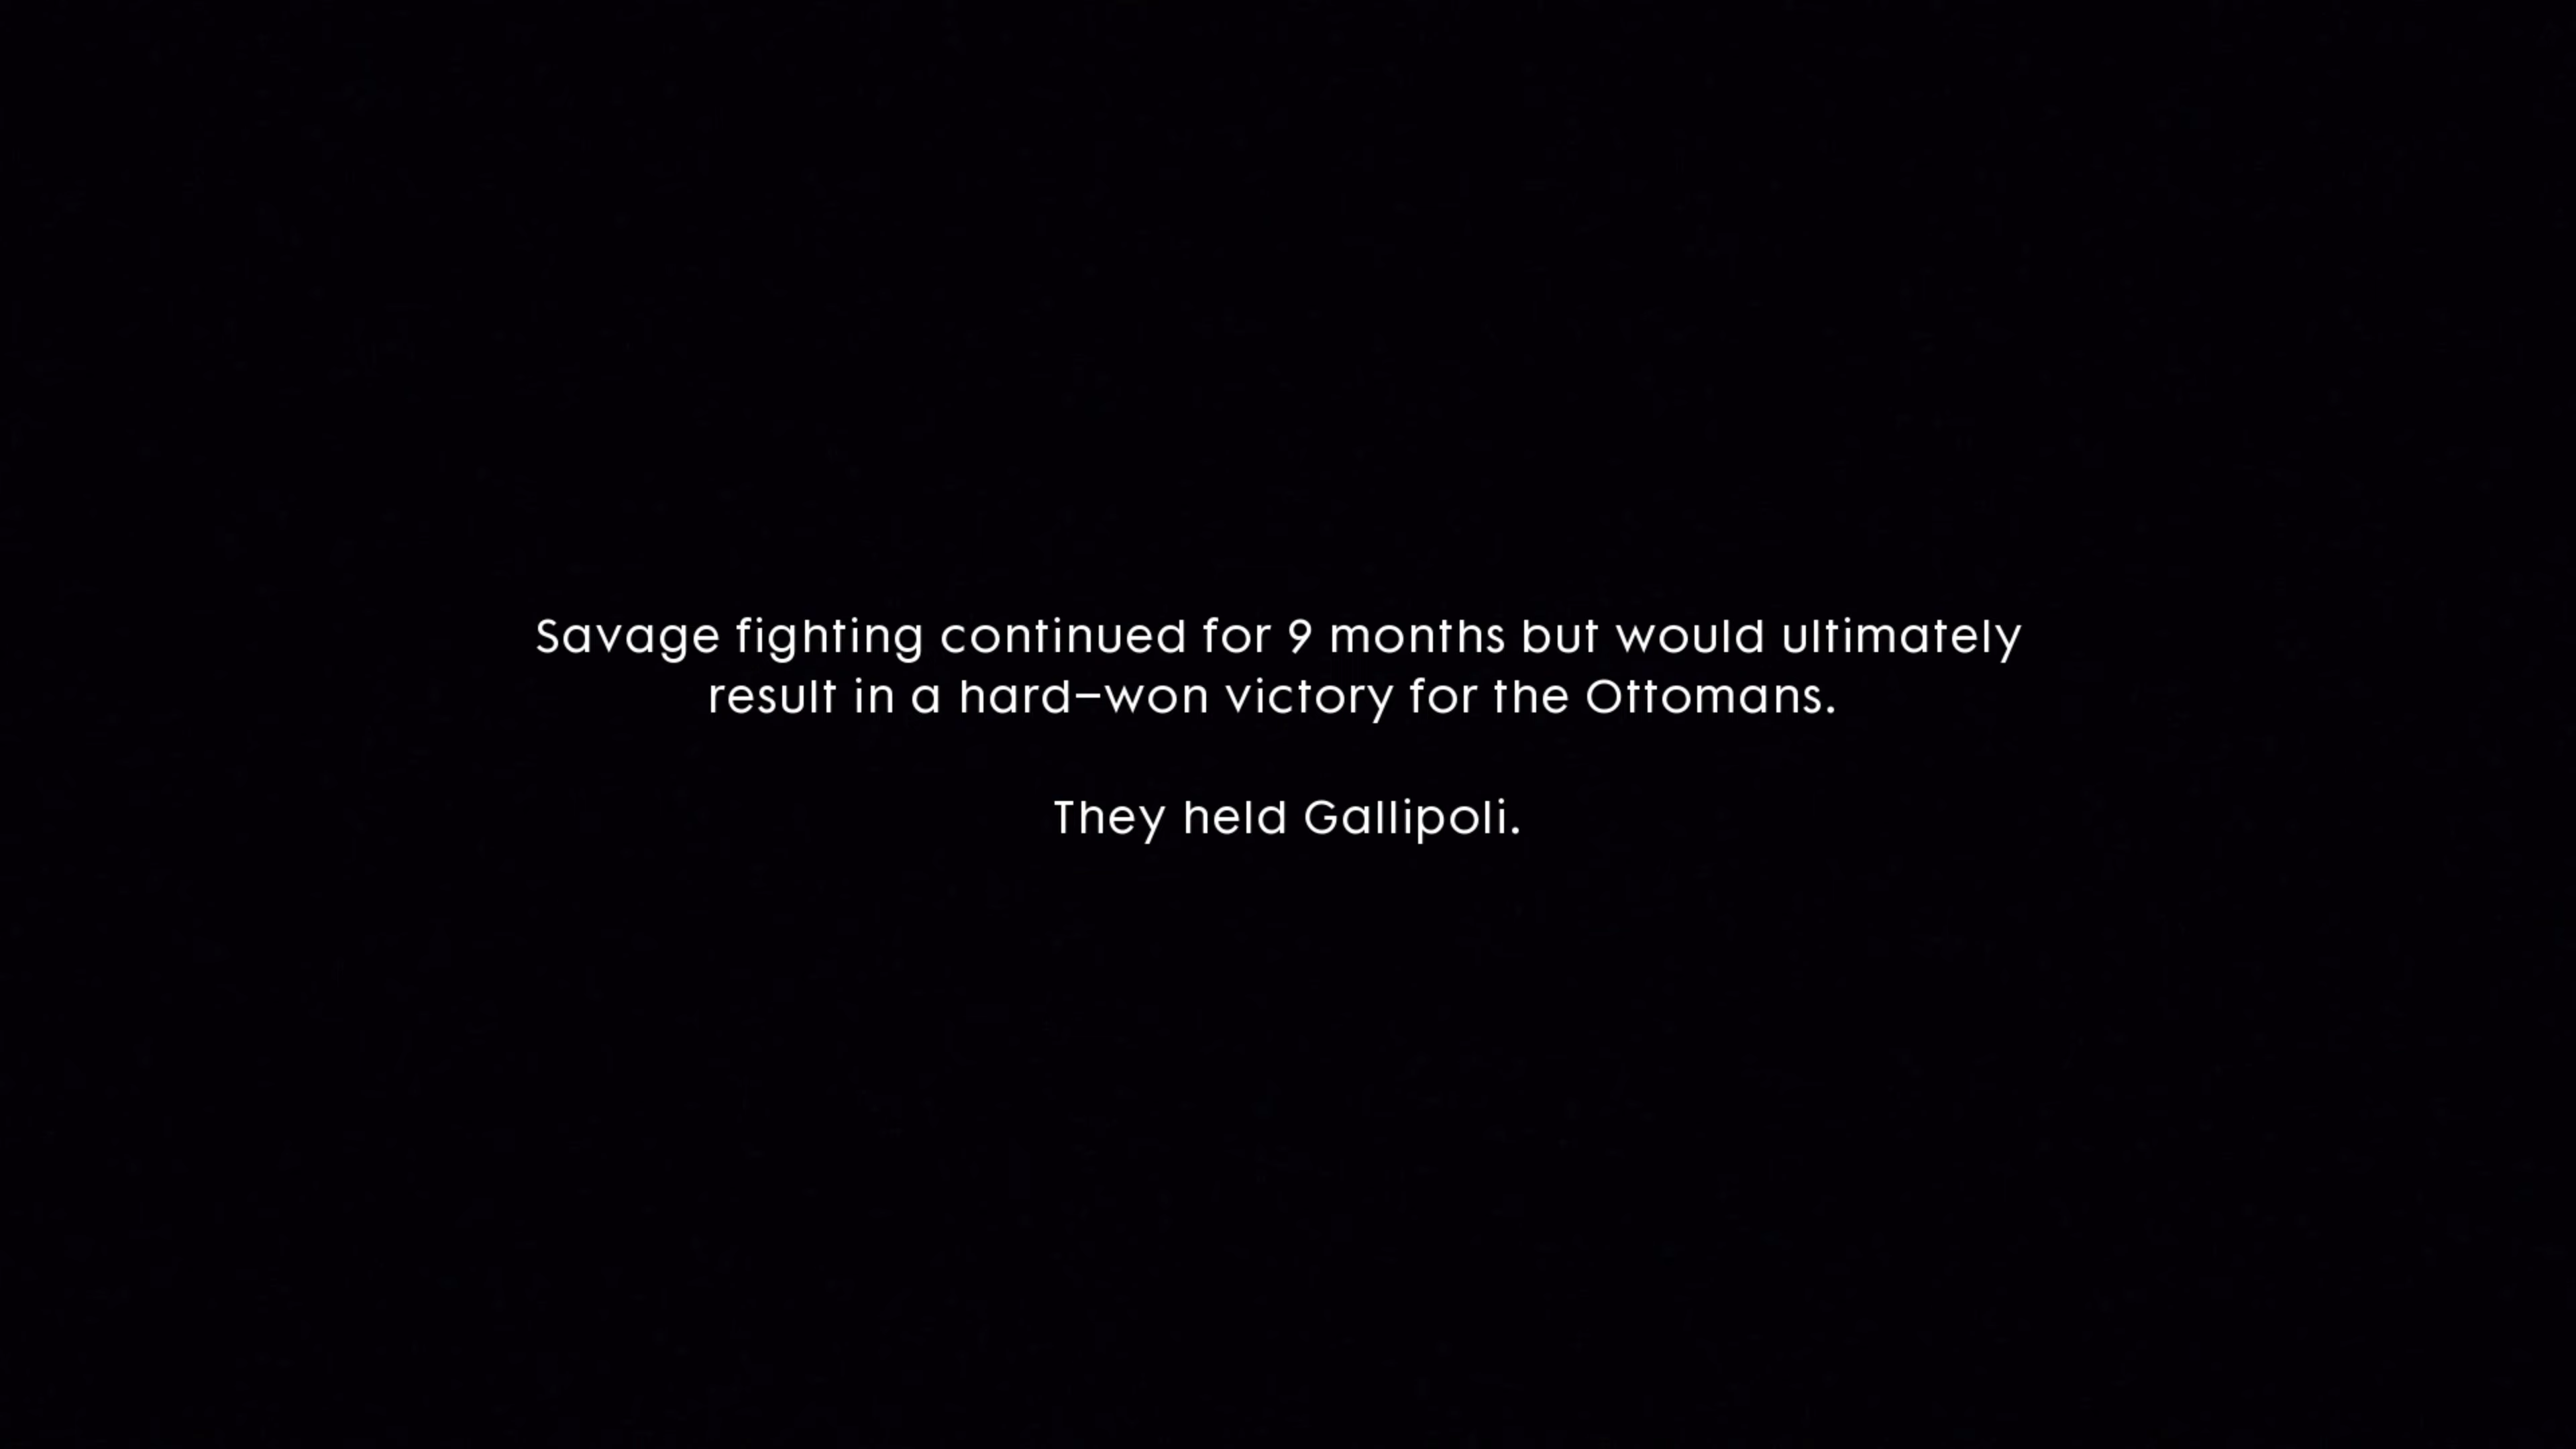 Savage fighting continued for 9 months but would ultimately
result in a hard–won victory for the Ottomans.
They held Gallipoli.